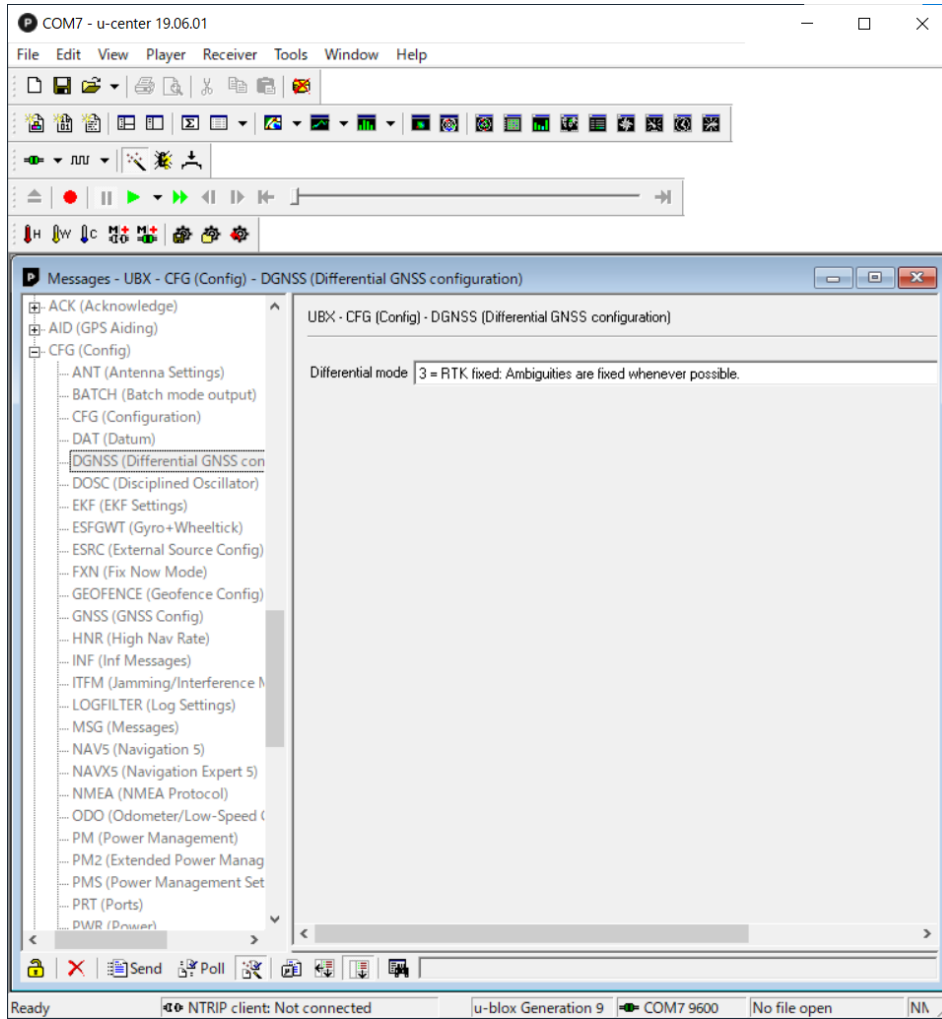 COM7 - u-center 19.06.01
File Edit View Player Receiver Tools Window Help
H W C
Messages - UBX - CFG (Config) - DGNSS (Differential GNSS configuration)
ACK (Acknowledge)
AID (GPS Aiding)
CFG (Config)
ANT (Antenna Settings)
BATCH (Batch mode output)
CFG (Configuration)
DAT (Datum)
DGNSS (Differential GNSS con
DOSC (Disciplined Oscillator)
EKF (EKF Settings)
ESFGWT (Gyro+Wheeltick)
ESRC (External Source Config)
FXN (Fix Now Mode)
GEOFENCE (Geofence Config)
GNSS (GNSS Config)
HNR (High Nav Rate)
INF (Inf Messages)
ITFM (Jamming/Interference M
LOGFILTER (Log Settings)
MSG (Messages)
NAV5 (Navigation 5)
NAVX5 (Navigation Expert 5)
NMEA (NMEA Protocol)
ODO (Odometer/Low-Speed C
PM (Power Management)
PM2 (Extended Power Manag
PMS (Power Management Set
PRT (Ports)
PWR (Power)
UBX - CFG (Config) - DGNSS (Differential GNSS configuration)
Differential mode 3 = RTK fixed: Ambiguities are fixed whenever possible.
Send Poll
Ready NTRIP client: Not connected u-blox Generation 9 COM7 9600 No file open